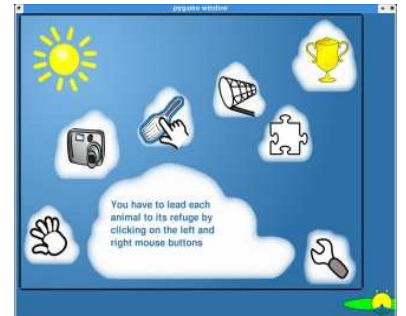 pygame window
You have to lead each
animal to its refuge by
clicking on the left and
right mouse buttons